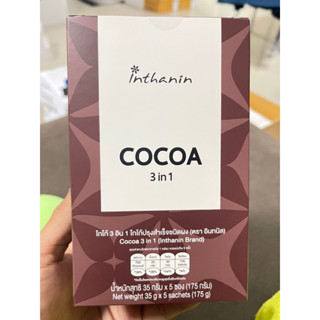 inthanin
COCOA
3 in 1
โกโก้ 3 อิน 1 โกโก้ปรุงสำเร็จชนิดผง (ตรา อินทนิล)
Cocoa 3 in 1 (Inthanin Brand)
น้ำหนักสุทธิ 35 กรัม x 5 ซอง (175 กรัม)
Net weight 35 g x 5 sachets (175 g)